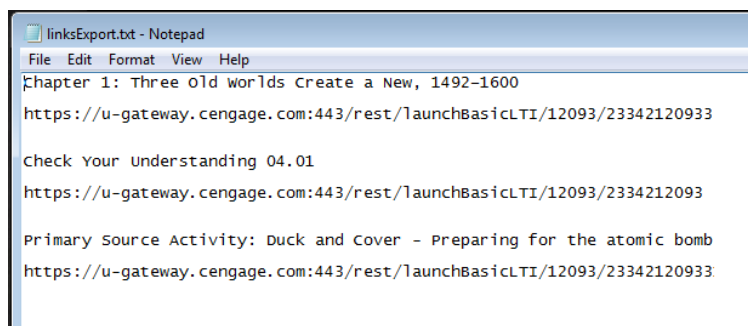 linksExport.txt - Notepad
File Edit Format View Help
Chapter 1: Three Old Worlds Create a New, 1492–1600
https://u-gateway.cengage.com:443/rest/launchBasicLTI/12093/23342120933
Check Your Understanding 04.01
https://u-gateway.cengage.com:443/rest/launchBasicLTI/12093/2334212093
Primary Source Activity: Duck and Cover - Preparing for the atomic bomb
https://u-gateway.cengage.com:443/rest/launchBasicLTI/12093/23342120933